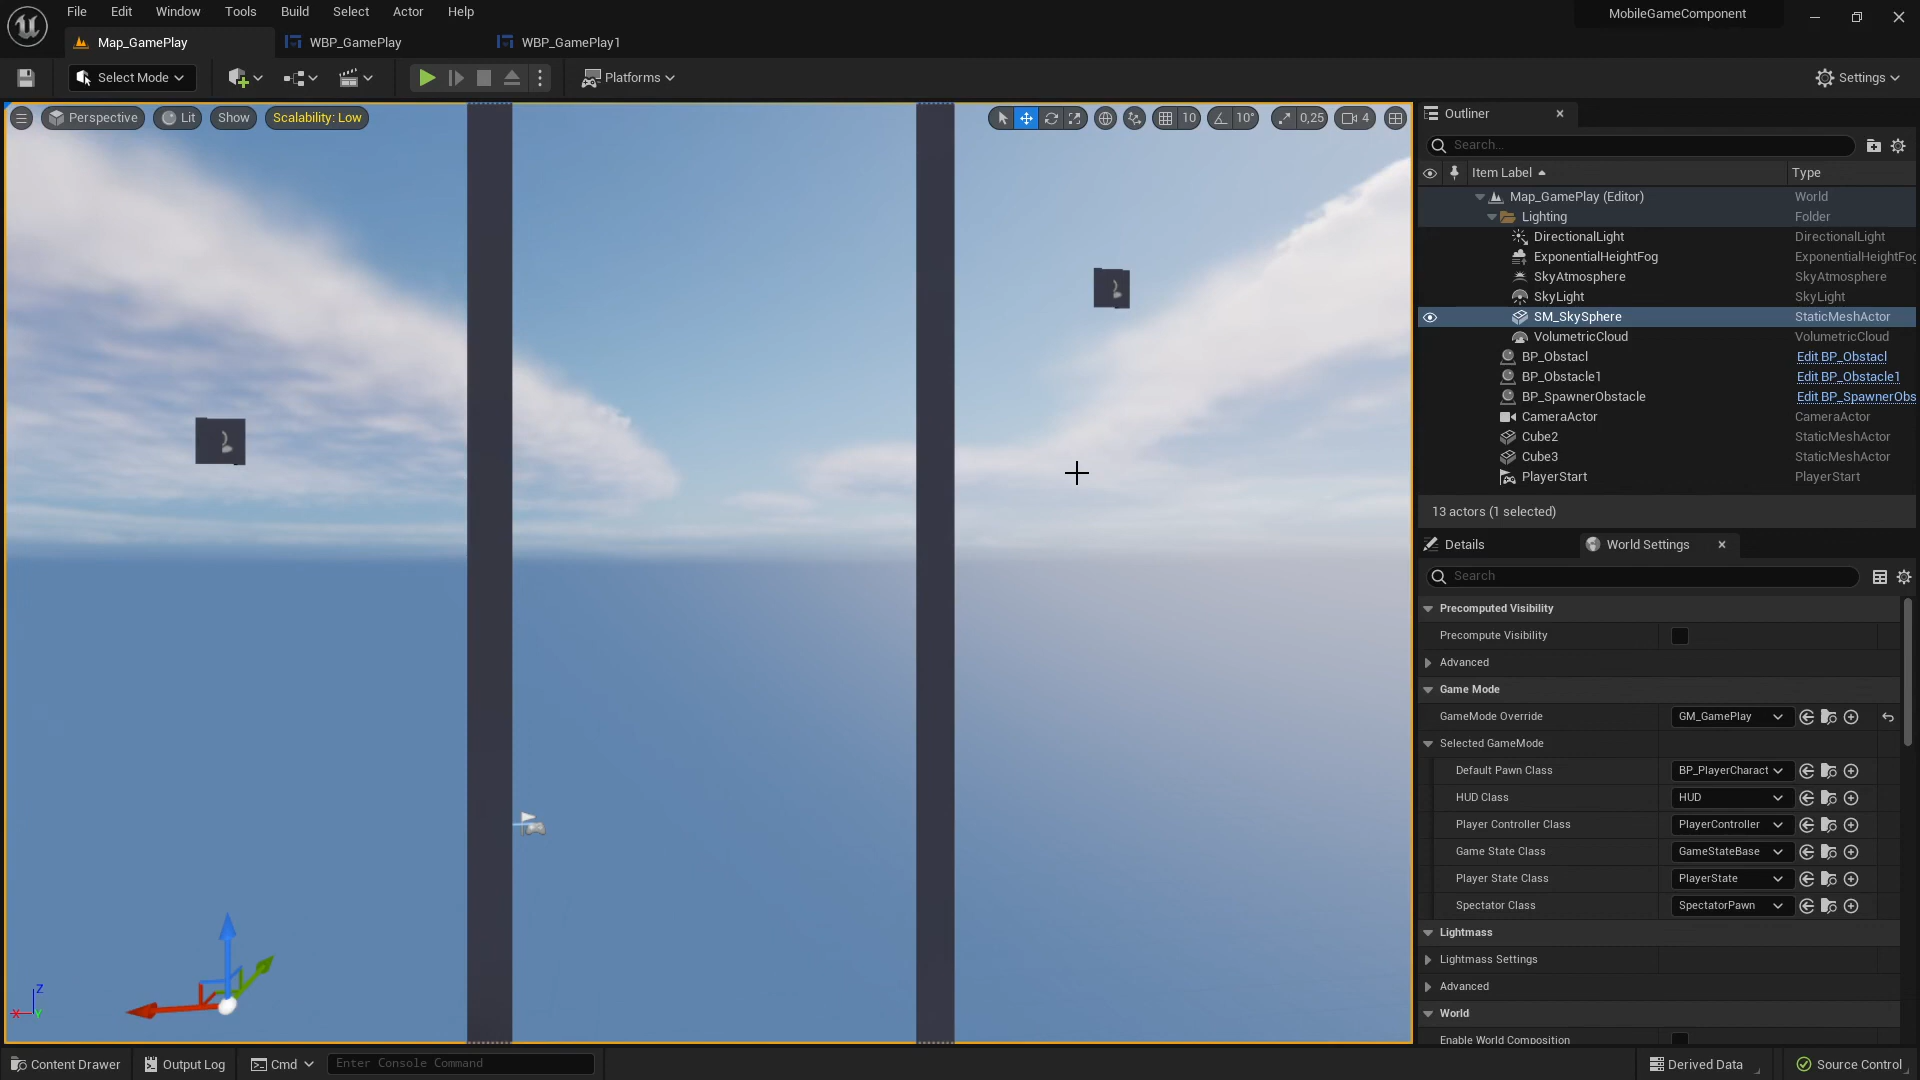 File Edit Window Tools Build Select Actor Help
MobileGameComponent
Map_GamePlay
WBP_GamePlay
WBP_GamePlay1
Select Mode
Platforms
Settings
Perspective
Lit
Show
Scalability: Low
10
10°
0,25
4
Outliner
Search...
Item Label Type
Map_GamePlay (Editor) World
Lighting Folder
DirectionalLight DirectionalLight
ExponentialHeightFog ExponentialHeightFog
SkyAtmosphere SkyAtmosphere
SkyLight SkyLight
SM_SkySphere StaticMeshActor
VolumetricCloud VolumetricCloud
BP_Obstacl Edit BP_Obstacl
BP_Obstacle1 Edit BP_Obstacle1
BP_SpawnerObstacle Edit BP_SpawnerObs
CameraActor CameraActor
Cube2 StaticMeshActor
Cube3 StaticMeshActor
PlayerStart PlayerStart
13 actors (1 selected)
Details
World Settings
Search
Precomputed Visibility
Precompute Visibility
Advanced
Game Mode
GameMode Override GM_GamePlay
Selected GameMode
Default Pawn Class BP_PlayerCharact
HUD Class HUD
Player Controller Class PlayerController
Game State Class GameStateBase
Player State Class PlayerState
Spectator Class SpectatorPawn
Lightmass
Lightmass Settings
Advanced
World
Enable World Composition
Z
X
Y
Content Drawer
Output Log
Cmd
Enter Console Command
Derived Data
Source Control